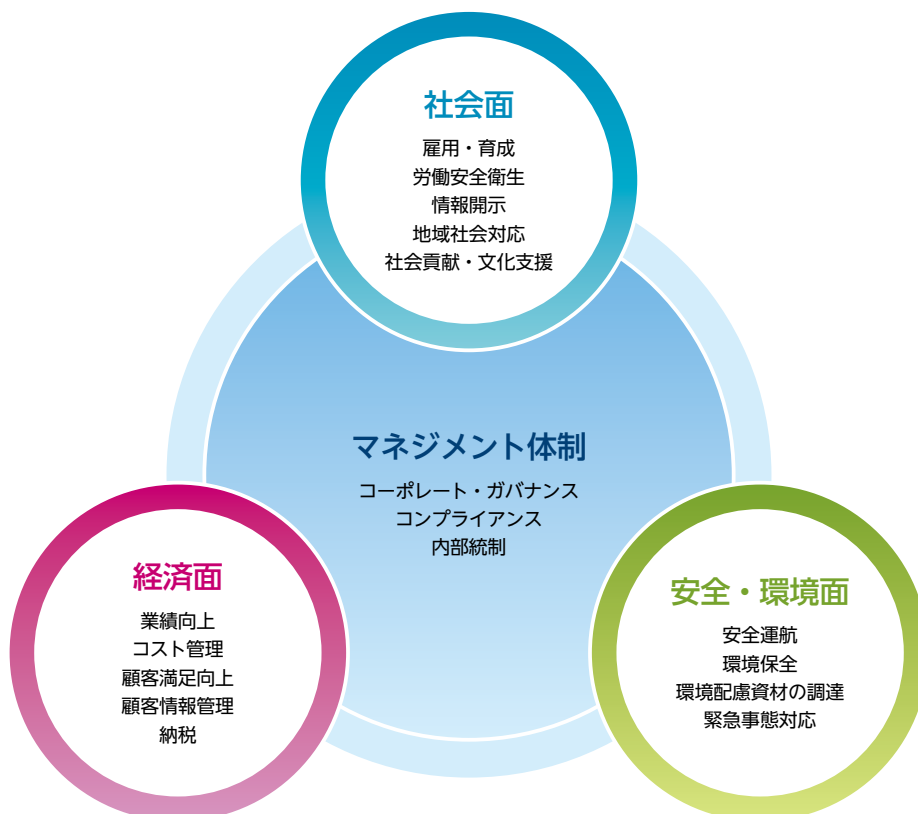 社会面
雇用・育成
労働安全衛生
情報開示
地域社会対応
社会貢献・文化支援
マネジメント体制
コーポレート・ガバナンス
コンプライアンス
内部統制
経済面
業績向上
コスト管理
顧客満足向上
顧客情報管理
納税
安全・環境面
安全運航
環境保全
環境配慮資材の調達
緊急事態対応